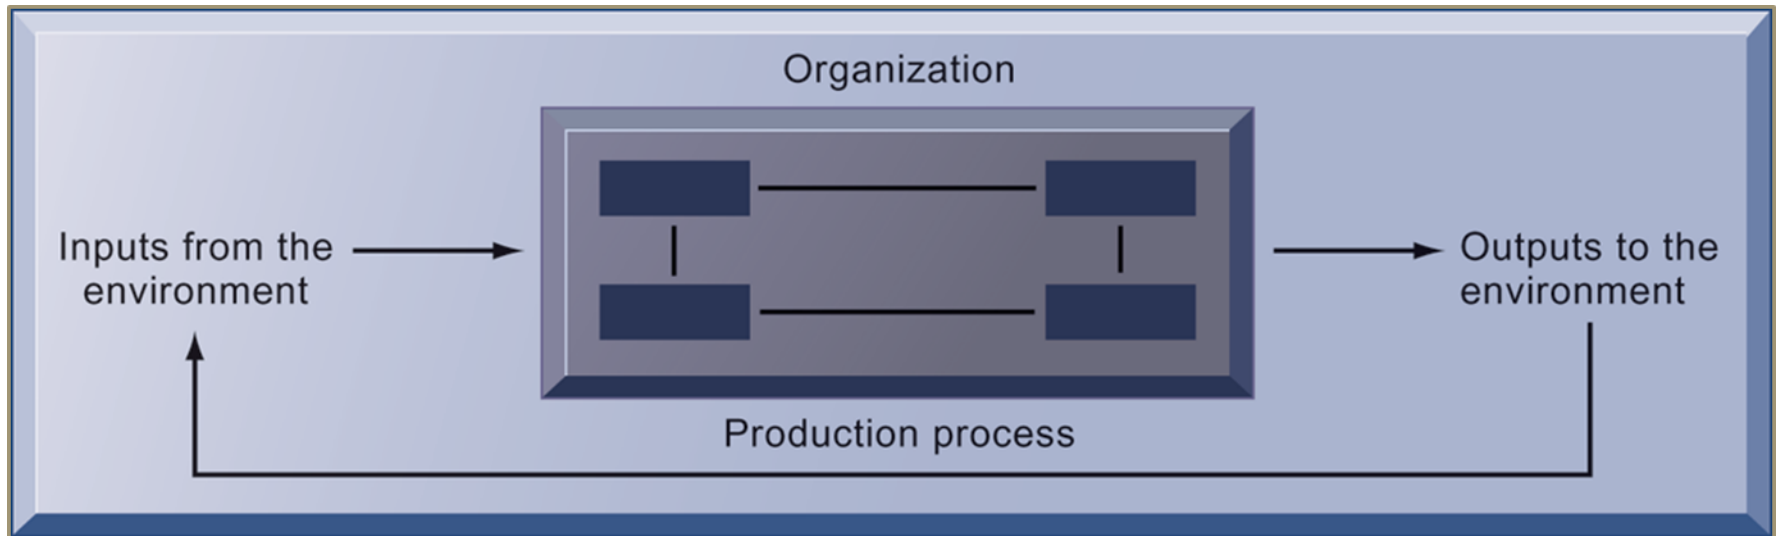 Organization
Inputs from the
environment
Outputs to the
environment
Production process